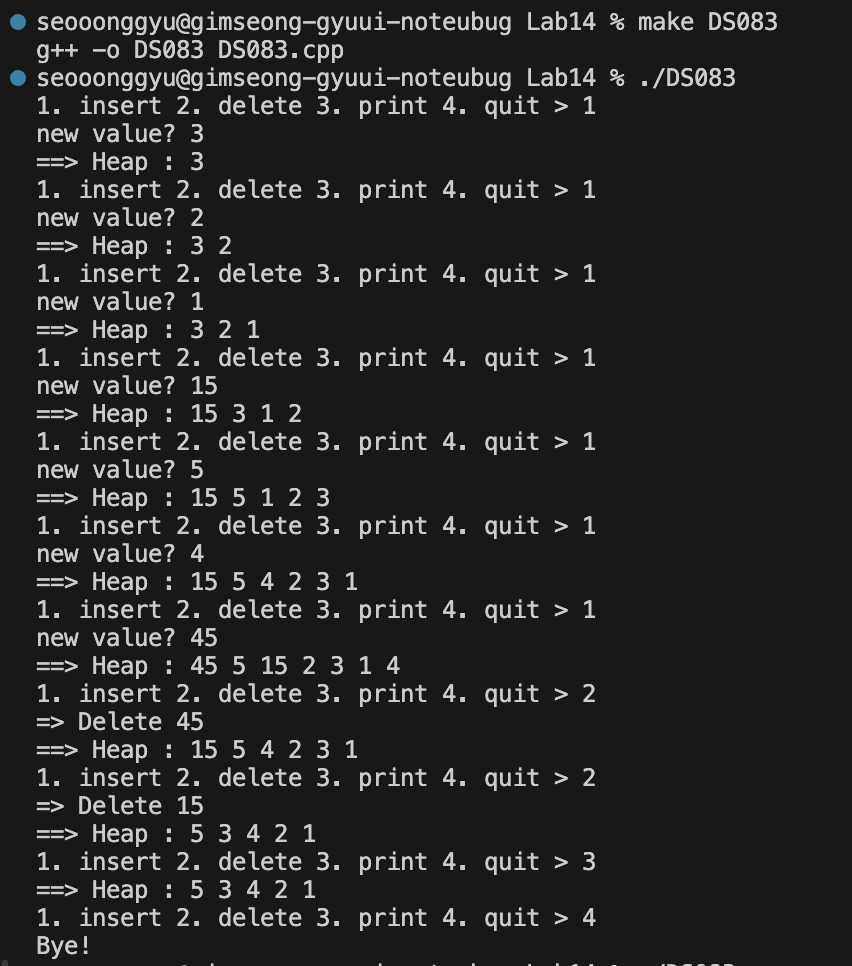 seooonggyu@gimseong-gyuui-noteubug Lab14 % make DS083
g++ -o DS083 DS083.cpp
seooonggyu@gimseong-gyuui-noteubug Lab14 % ./DS083
1. insert 2. delete 3. print 4. quit > 1
new value? 3
==> Heap : 3
1. insert 2. delete 3. print 4. quit > 1
new value? 2
==> Heap : 3 2
1. insert 2. delete 3. print 4. quit > 1
new value? 1
==> Heap : 3 2 1
1. insert 2. delete 3. print 4. quit > 1
new value? 15
==> Heap : 15 3 1 2
1. insert 2. delete 3. print 4. quit > 1
new value? 5
==> Heap : 15 5 1 2 3
1. insert 2. delete 3. print 4. quit > 1
new value? 4
==> Heap : 15 5 4 2 3 1
1. insert 2. delete 3. print 4. quit > 1
new value? 45
==> Heap : 45 5 15 2 3 1 4
1. insert 2. delete 3. print 4. quit > 2
=> Delete 45
==> Heap : 15 5 4 2 3 1
1. insert 2. delete 3. print 4. quit > 2
=> Delete 15
==> Heap : 5 3 4 2 1
1. insert 2. delete 3. print 4. quit > 3
==> Heap : 5 3 4 2 1
1. insert 2. delete 3. print 4. quit > 4
Bye!